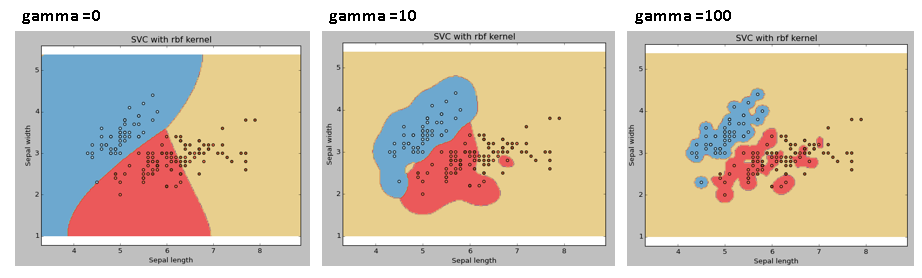 gamma =0
gamma =10
gamma =100
SVC with rbf kernel
SVC with rbf kernel
SVC with rbf kernel
Sepal width
5
4
3
2
1
4 5 6 7 8
Sepal length
Sepal width
5
4
3
2
1
4 5 6 7 8
Sepal length
Sepal width
5
4
3
2
1
4 5 6 7 8
Sepal length